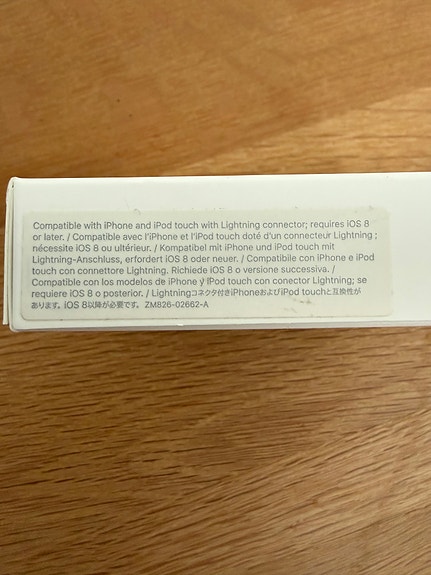 Compatible with iPhone and iPod touch with Lightning connector; requires iOS 8
or later. / Compatible avec l'iPhone et l'iPod touch doté d'un connecteur Lightning ;
nécessite iOS 8 ou ultérieur. / Kompatibel mit iPhone und iPod touch mit
Lightning-Anschluss, erfordert iOS 8 oder neuer. / Compatibile con iPhone e iPod
touch con connettore Lightning. Richiede iOS 8 o versione successiva. /
Compatible con los modelos de iPhone y iPod touch con conector Lightning; se
requiere iOS 8 o posterior. / Lightningコネクタ付きiPhoneおよびiPod touchと互換性が
あります。iOS 8以降が必要です。 ZM826-02662-A